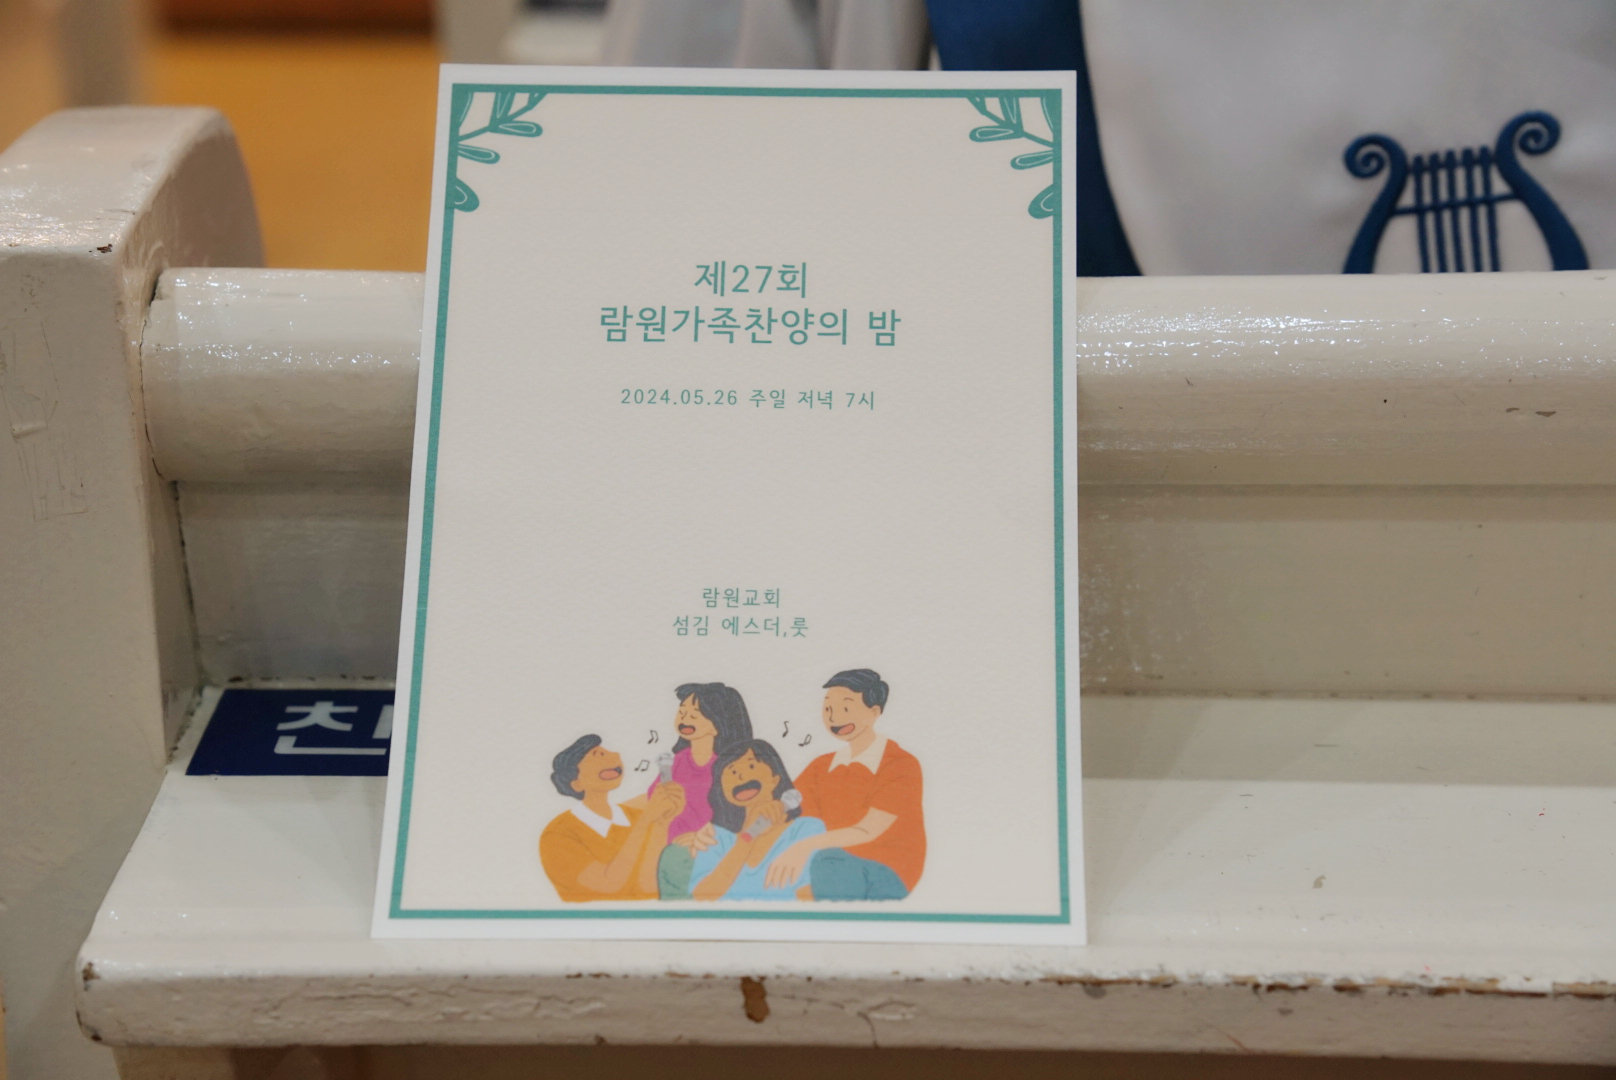 제27회
람원가족찬양의 밤
2024.05.26 주일 저녁 7시
람원교회
섬김 에스더,룻
친